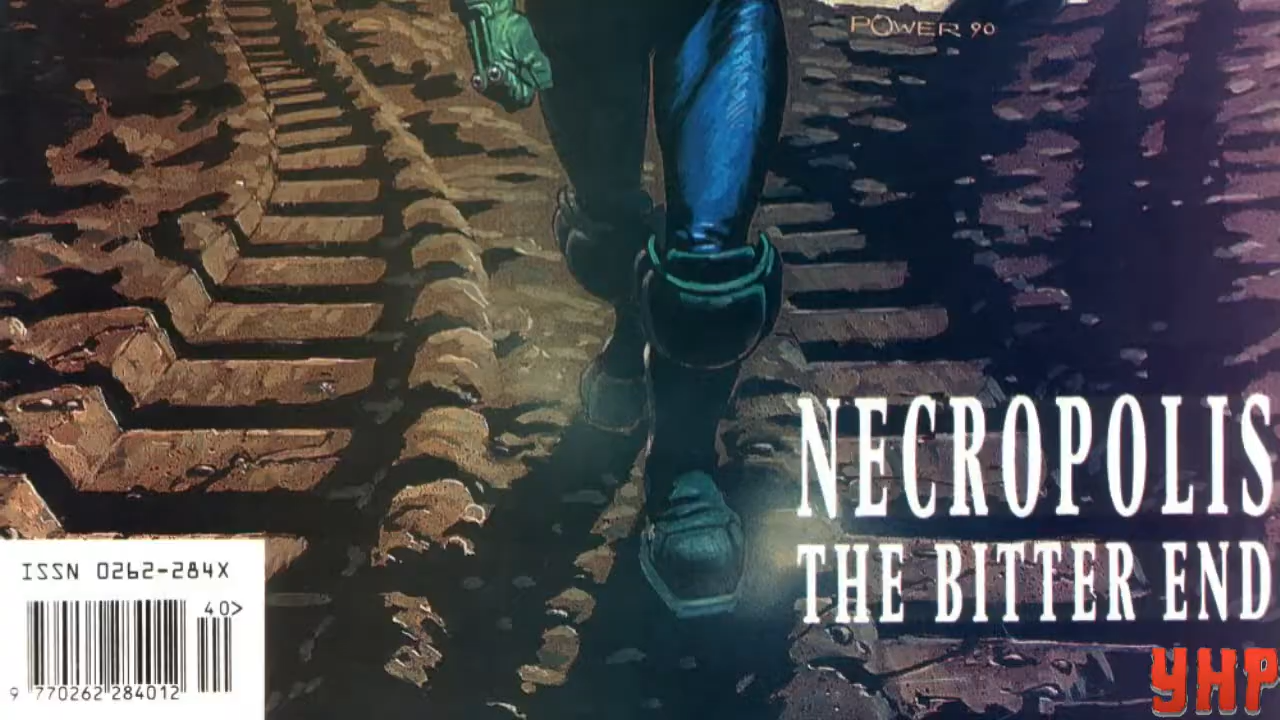 POWER 90
NECROPOLIS
THE BITTER END
ISSN 0262-284X
40>
9 770262 284012
YHP